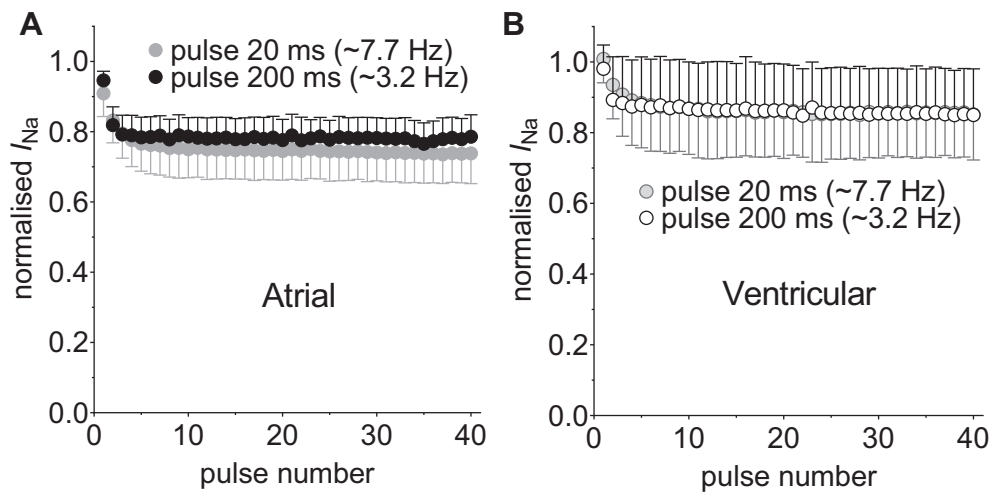 A
normalised I_Na
1.0
0.8
0.6
0.4
0.2
0.0
pulse 20 ms (~7.7 Hz)
pulse 200 ms (~3.2 Hz)
Atrial
0 10 20 30 40
pulse number
B
normalised I_Na
1.0
0.8
0.6
0.4
0.2
0.0
pulse 20 ms (~7.7 Hz)
pulse 200 ms (~3.2 Hz)
Ventricular
0 10 20 30 40
pulse number